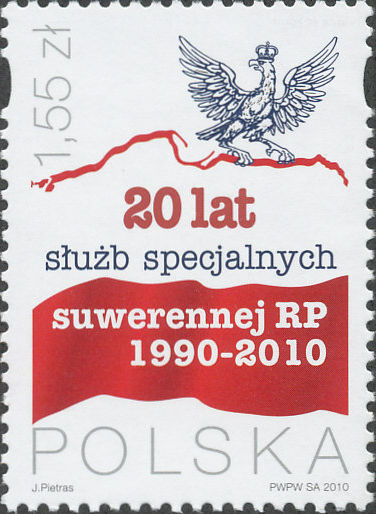 1,55 zł
20 lat
służb specjalnych
suwerennej RP
1990-2010
POLSKA
J.Pietras
PWPW SA 2010